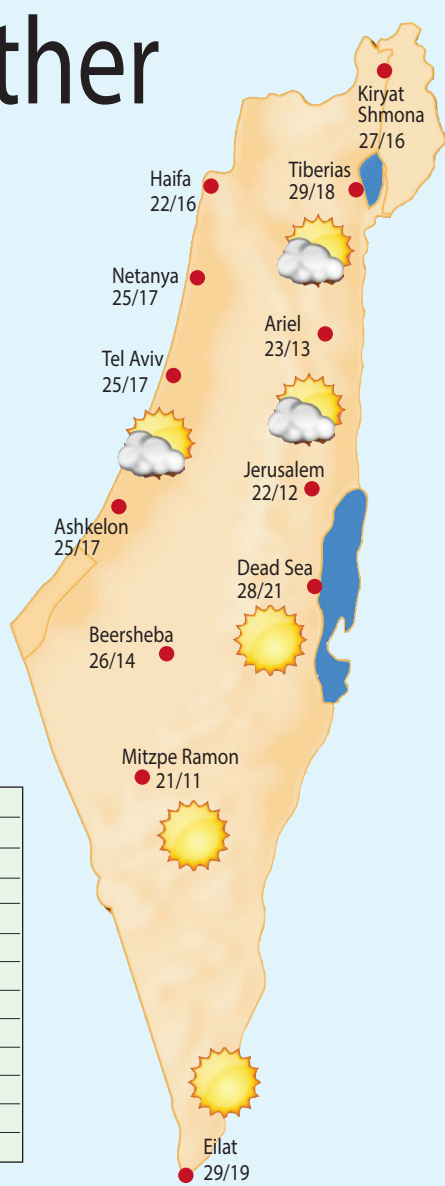 ther
Kiryat
Shmona
27/16
Tiberias
29/18
Haifa
22/16
Netanya
25/17
Ariel
23/13
Tel Aviv
25/17
Jerusalem
22/12
Ashkelon
25/17
Dead Sea
28/21
Beersheba
26/14
Mitzpe Ramon
21/11
Eilat
29/19